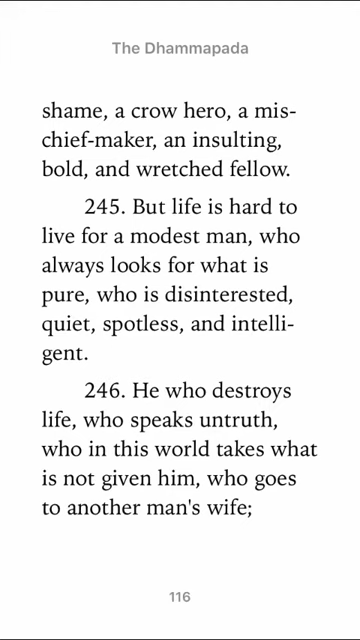 The Dhammapada
shame, a crow hero, a mis-
chief-maker, an insulting,
bold, and wretched fellow.
245. But life is hard to
live for a modest man, who
always looks for what is
pure, who is disinterested,
quiet, spotless, and intelli-
gent.
246. He who destroys
life, who speaks untruth,
who in this world takes what
is not given him, who goes
to another man's wife;
116